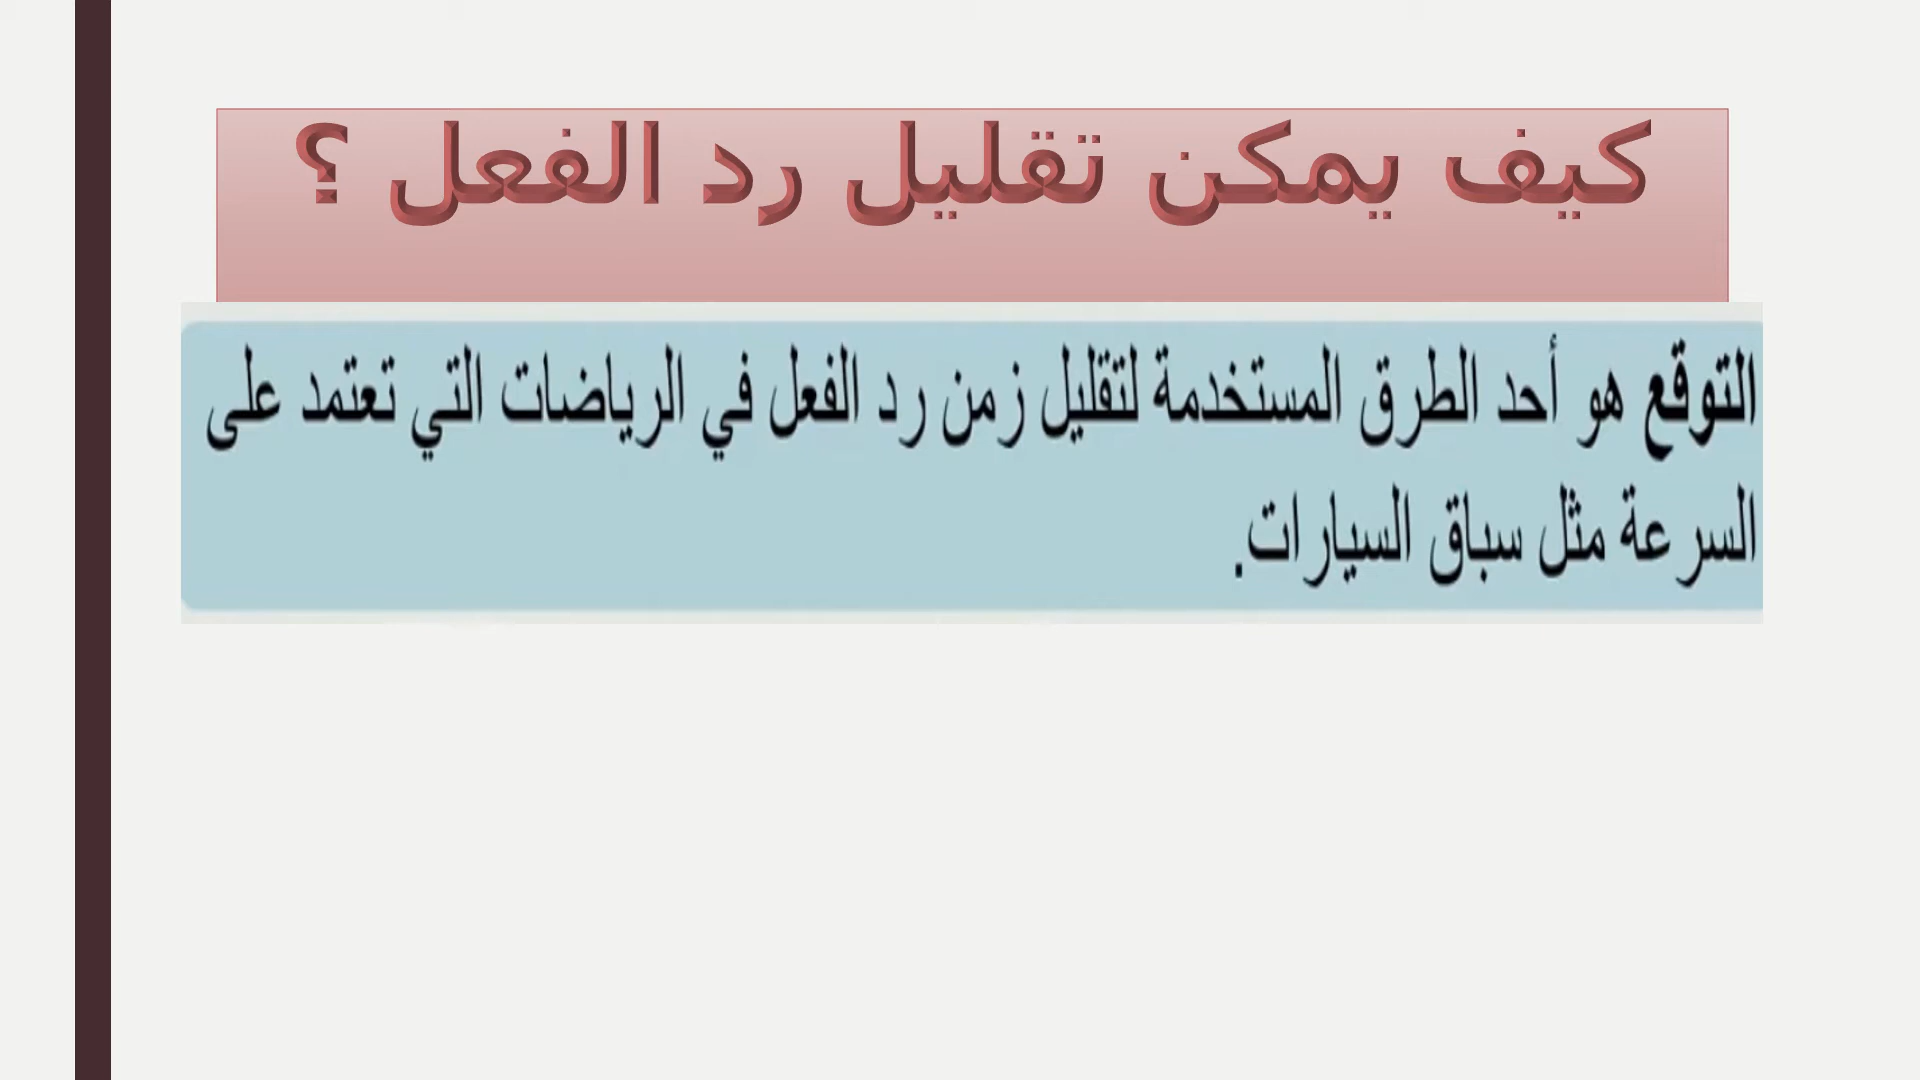 كيف يمكن تقليل رد الفعل ؟
التوقع هو أحد الطرق المستخدمة لتقليل زمن رد الفعل في الرياضات التي تعتمد على
السرعة مثل سباق السيارات.